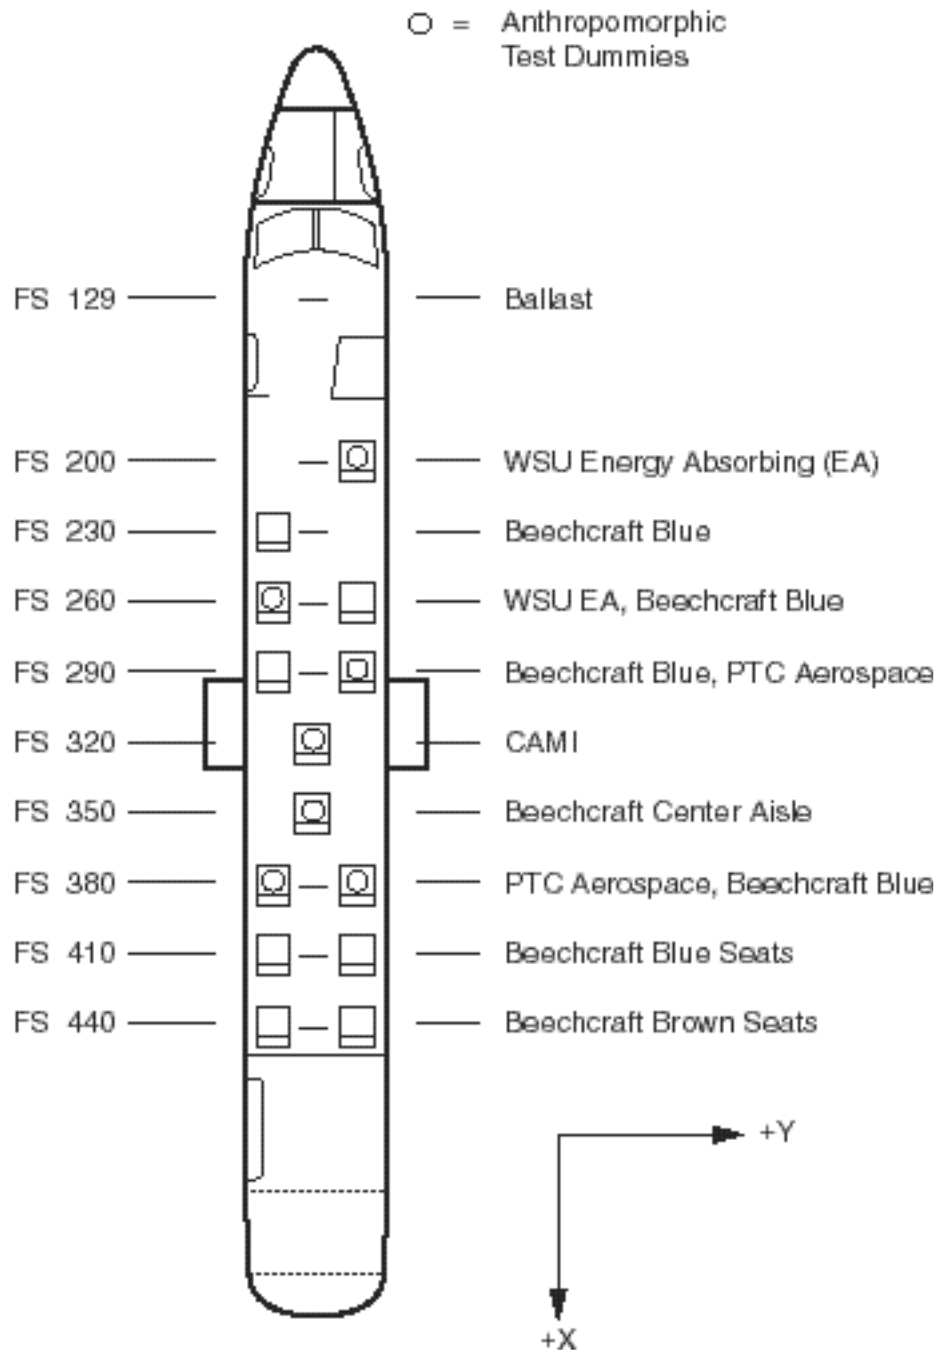 = Anthropomorphic
Test Dummies
FS 129 Ballast
FS 200 WSU Energy Absorbing (EA)
FS 230 Beechcraft Blue
FS 260 WSU EA, Beechcraft Blue
FS 290 Beechcraft Blue, PTC Aerospace
FS 320 CAMI
FS 350 Beechcraft Center Aisle
FS 380 PTC Aerospace, Beechcraft Blue
FS 410 Beechcraft Blue Seats
FS 440 Beechcraft Brown Seats
+Y
+X